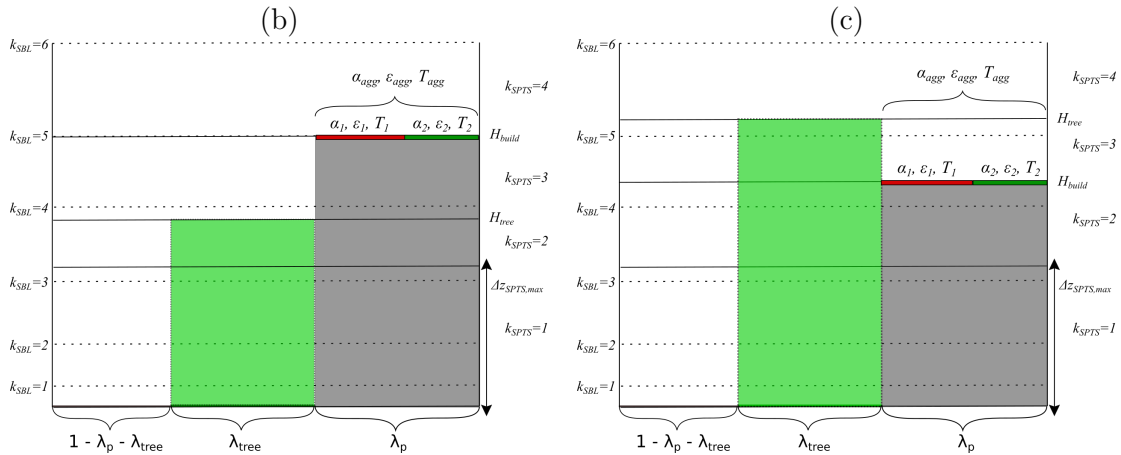 (b)
k_SBL=6
α_agg, ε_agg, T_agg
k_SPTS=4
α_1, ε_1, T_1
α_2, ε_2, T_2
k_SBL=5
H_build
k_SPTS=3
k_SBL=4
H_tree
k_SPTS=2
k_SBL=3
Δz_SPTS,max
k_SPTS=1
k_SBL=2
k_SBL=1
1 - λ_p - λ_tree
λ_tree
λ_p
(c)
k_SBL=6
α_agg, ε_agg, T_agg
k_SPTS=4
H_tree
k_SBL=5
k_SPTS=3
α_1, ε_1, T_1
α_2, ε_2, T_2
H_build
k_SBL=4
k_SPTS=2
k_SBL=3
Δz_SPTS,max
k_SPTS=1
k_SBL=2
k_SBL=1
1 - λ_p - λ_tree
λ_tree
λ_p